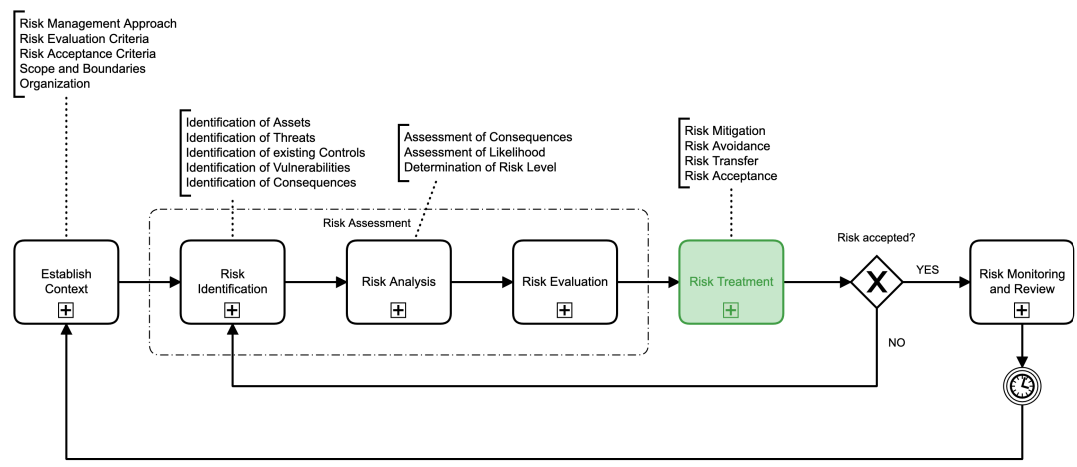 Risk Management Approach
Risk Evaluation Criteria
Risk Acceptance Criteria
Scope and Boundaries
Organization
Identification of Assets
Identification of Threats
Identification of existing Controls
Identification of Vulnerabilities
Identification of Consequences
Assessment of Consequences
Assessment of Likelihood
Determination of Risk Level
Risk Mitigation
Risk Avoidance
Risk Transfer
Risk Acceptance
Risk Assessment
Establish
Context
Risk
Identification
Risk Analysis
Risk Evaluation
Risk Treatment
Risk accepted?
X
YES
NO
Risk Monitoring
and Review